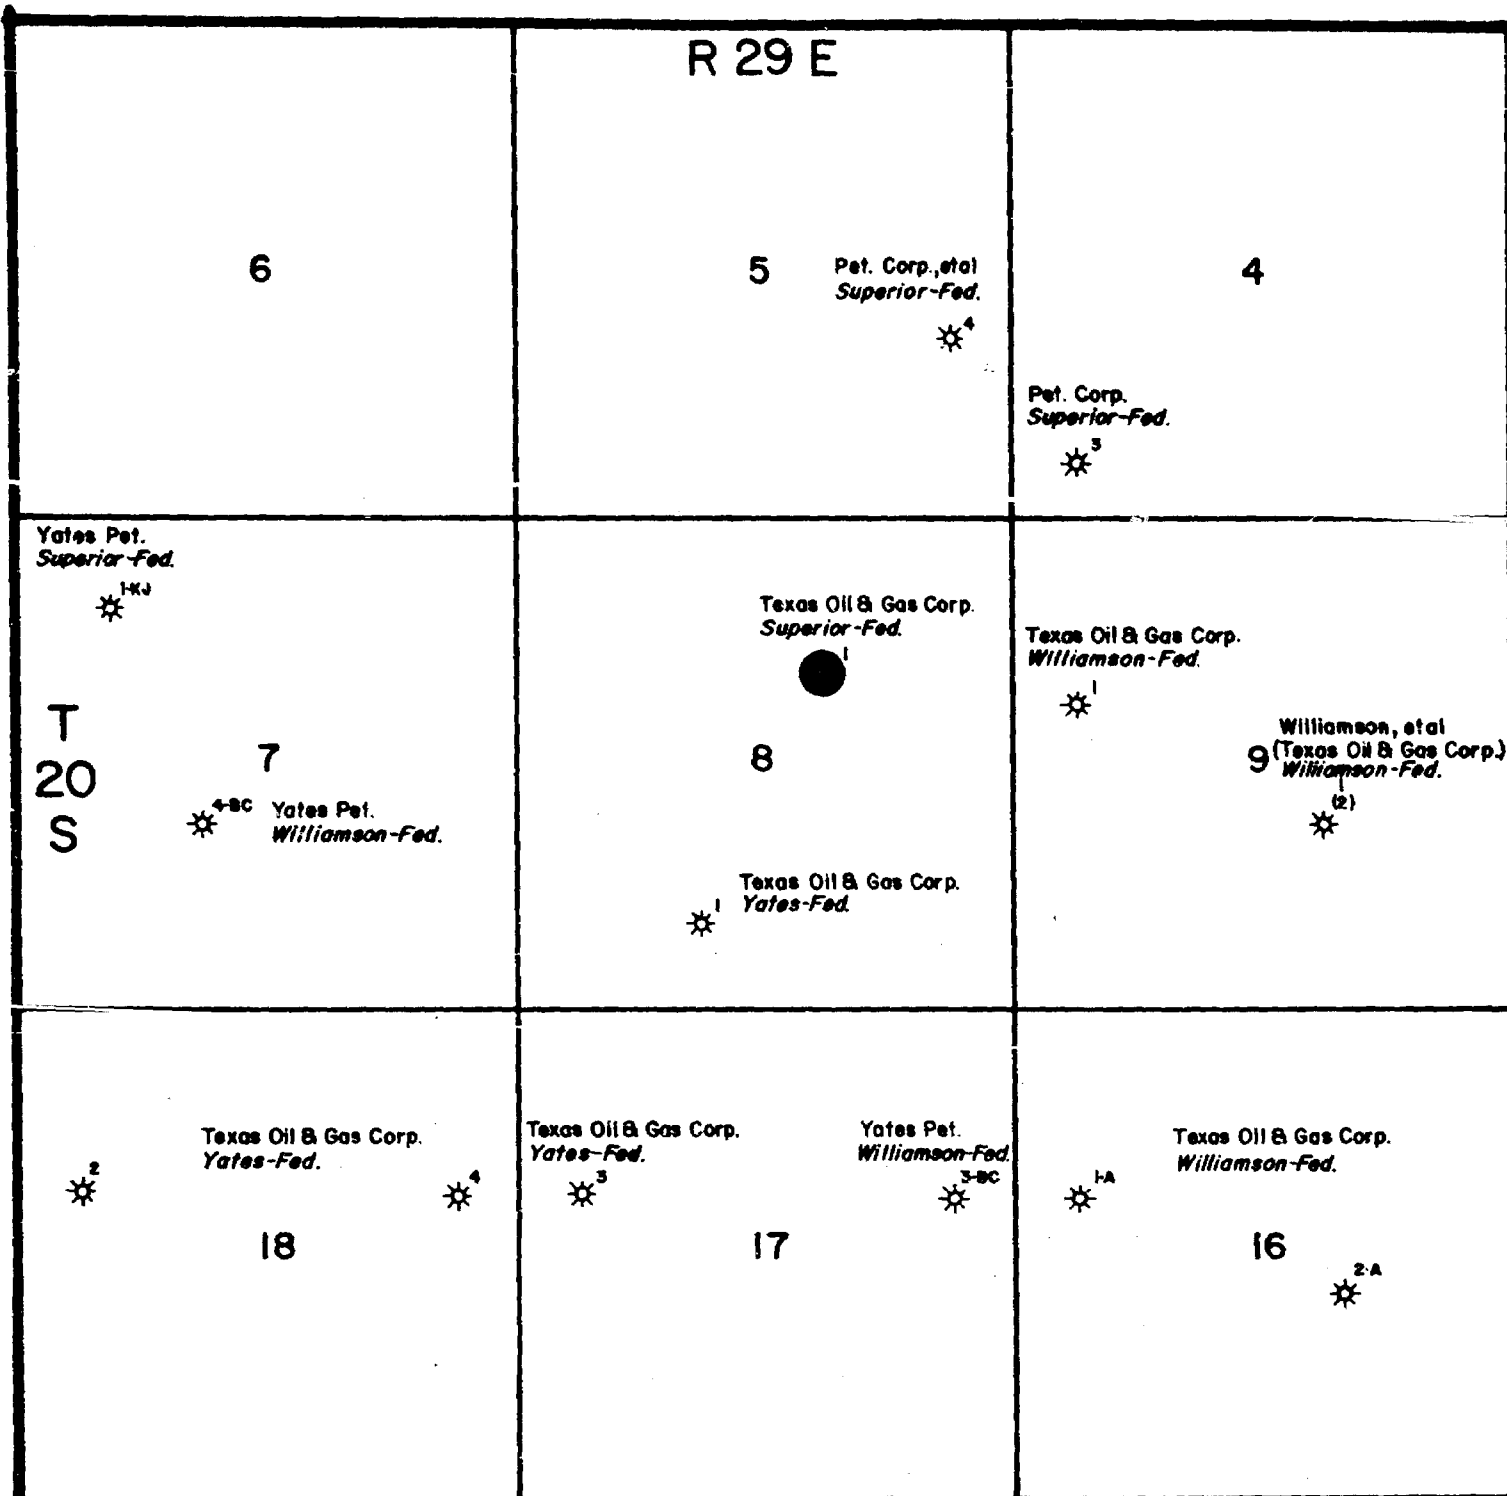 R 29 E
6
5
Pet. Corp., etal
Superior-Fed.
4
4
Pet. Corp.
Superior-Fed.
3
Yates Pet.
Superior-Fed.
1-KJ
Texas Oil & Gas Corp.
Superior-Fed.
1
Texas Oil & Gas Corp.
Williamson-Fed.
1
T
20
S
7
8
9
Williamson, etal
(Texas Oil & Gas Corp.)
Williamson-Fed.
1
(2)
4-BC
Yates Pet.
Williamson-Fed.
Texas Oil & Gas Corp.
Yates-Fed.
1
Texas Oil & Gas Corp.
Yates-Fed.
2
4
18
Texas Oil & Gas Corp.
Yates-Fed.
3
Yates Pet.
Williamson-Fed.
3-BC
17
Texas Oil & Gas Corp.
Williamson-Fed.
1-A
16
2-A